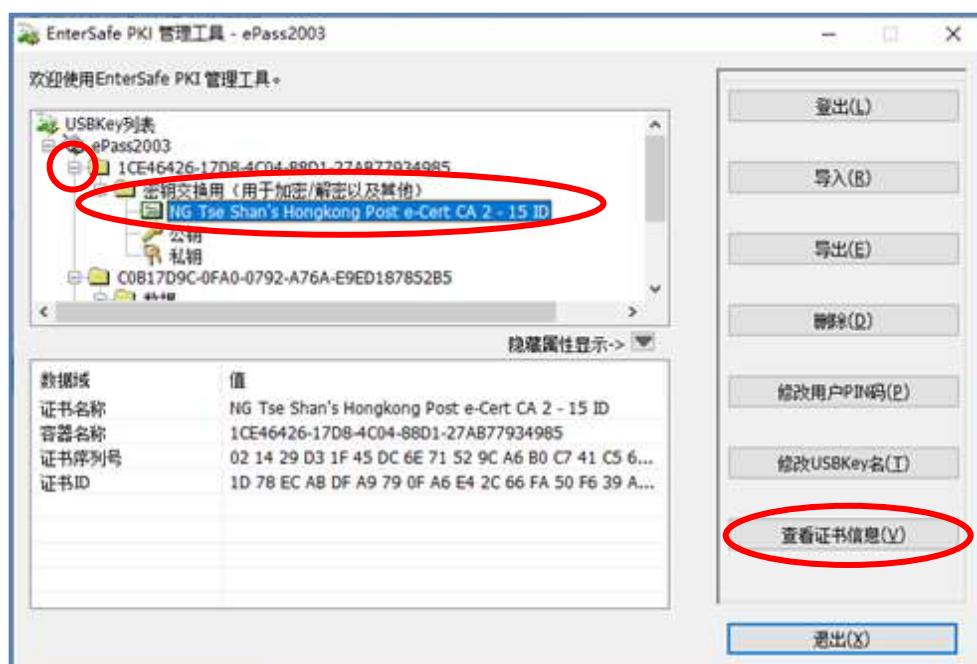 EnterSafe PKI 管理工具 - ePass2003
欢迎使用EnterSafe PKI 管理工具。
USBKey列表
ePass2003
1CE46426-17D8-4C04-88D1-27AB77934985
密钥交换用（用于加密/解密以及其他）
NG Tse Shan's Hongkong Post e-Cert CA 2 - 15 ID
公钥
私钥
C0B17D9C-0FA0-0792-A76A-E9ED187852B5
数据
隐藏属性显示->
数据域 值
证书名称 NG Tse Shan's Hongkong Post e-Cert CA 2 - 15 ID
容器名称 1CE46426-17D8-4C04-88D1-27AB77934985
证书序列号 02 14 29 D3 1F 45 DC 6E 71 52 9C A6 B0 C7 41 C5 6...
证书ID 1D 78 EC AB DF A9 79 0F A6 E4 2C 66 FA 50 F6 39 A...
登出(L)
导入(R)
导出(E)
删除(D)
修改用户PIN码(P)
修改USBKey名(T)
查看证书信息(V)
退出(X)